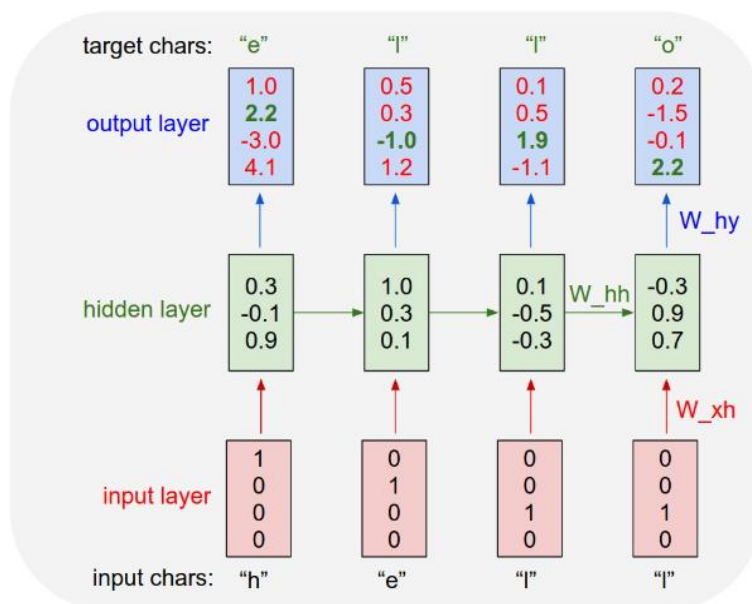 target chars: “e” “l” “l” “o”
1.0 0.5 0.1 0.2
2.2 0.3 0.5 -1.5
output layer
-3.0 -1.0 1.9 -0.1
4.1 1.2 -1.1 2.2
W_hy
0.3 1.0 0.1 -0.3
W_hh
hidden layer
-0.1 0.3 -0.5 0.9
0.9 0.1 -0.3 0.7
W_xh
1 0 0 0
0 1 0 0
input layer
0 0 1 1
0 0 0 0
input chars: “h” “e” “l” “l”